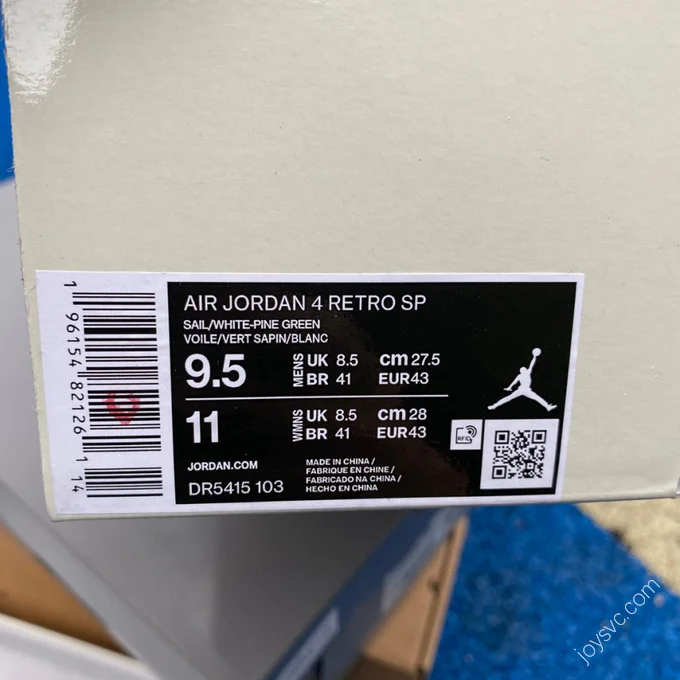 1 96154 82126 1 14
AIR JORDAN 4 RETRO SP
SAIL/WHITE-PINE GREEN
VOILE/VERT SAPIN/BLANC
9.5 MENS UK 8.5 cm 27.5
BR 41 EUR43
11 WMNS UK 8.5 cm 28
BR 41 EUR43
JORDAN.COM
DR5415 103
MADE IN CHINA /
FABRIQUE EN CHINE /
FABRICADO NA CHINA /
HECHO EN CHINA
RFID
joysvc.com